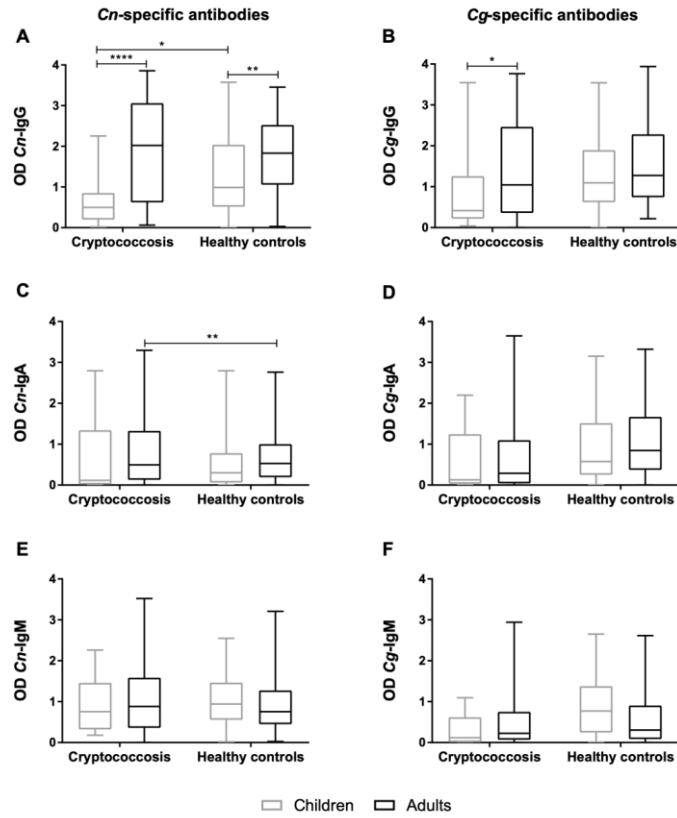 Cn-specific antibodies
Cg-specific antibodies
A
OD Cn-IgG
4
3
2
1
0
****
*
**
Cryptococcosis
Healthy controls
B
OD Cg-IgG
4
3
2
1
0
*
Cryptococcosis
Healthy controls
C
OD Cn-IgA
4
3
2
1
0
**
Cryptococcosis
Healthy controls
D
OD Cg-IgA
4
3
2
1
0
Cryptococcosis
Healthy controls
E
OD Cn-IgM
4
3
2
1
0
Cryptococcosis
Healthy controls
F
OD Cg-IgM
4
3
2
1
0
Cryptococcosis
Healthy controls
Children
Adults